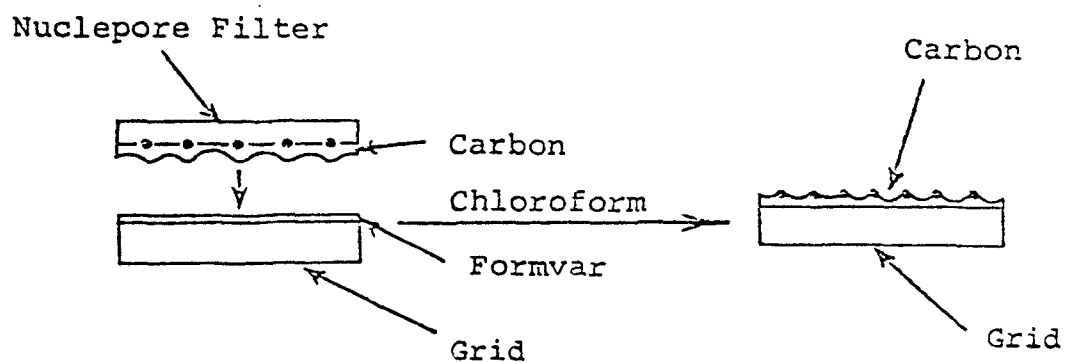 Nuclepore Filter
Carbon
Carbon
Chloroform
Formvar
Grid
Grid